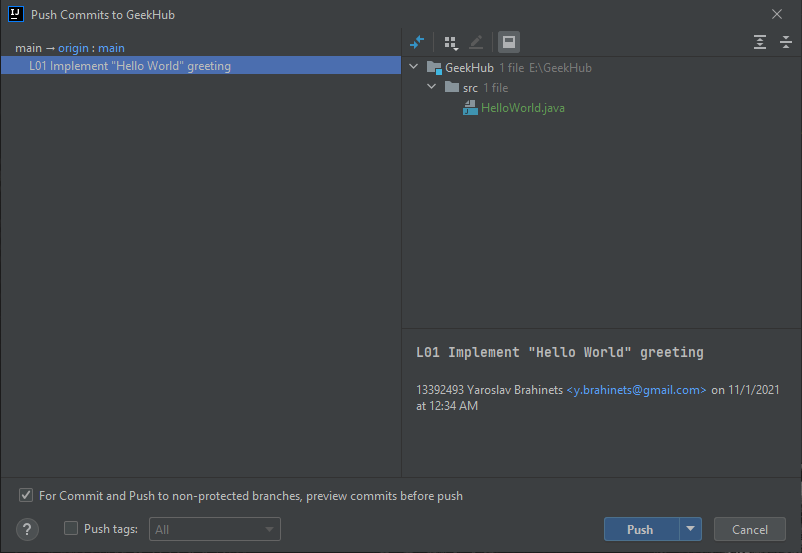 Push Commits to GeekHub
main → origin : main
L01 Implement "Hello World" greeting
GeekHub 1 file E:\GeekHub
src 1 file
HelloWorld.java
L01 Implement "Hello World" greeting
13392493 Yaroslav Brahinets <y.brahinets@gmail.com> on 11/1/2021
at 12:34 AM
For Commit and Push to non-protected branches, preview commits before push
? Push tags: All Push Cancel